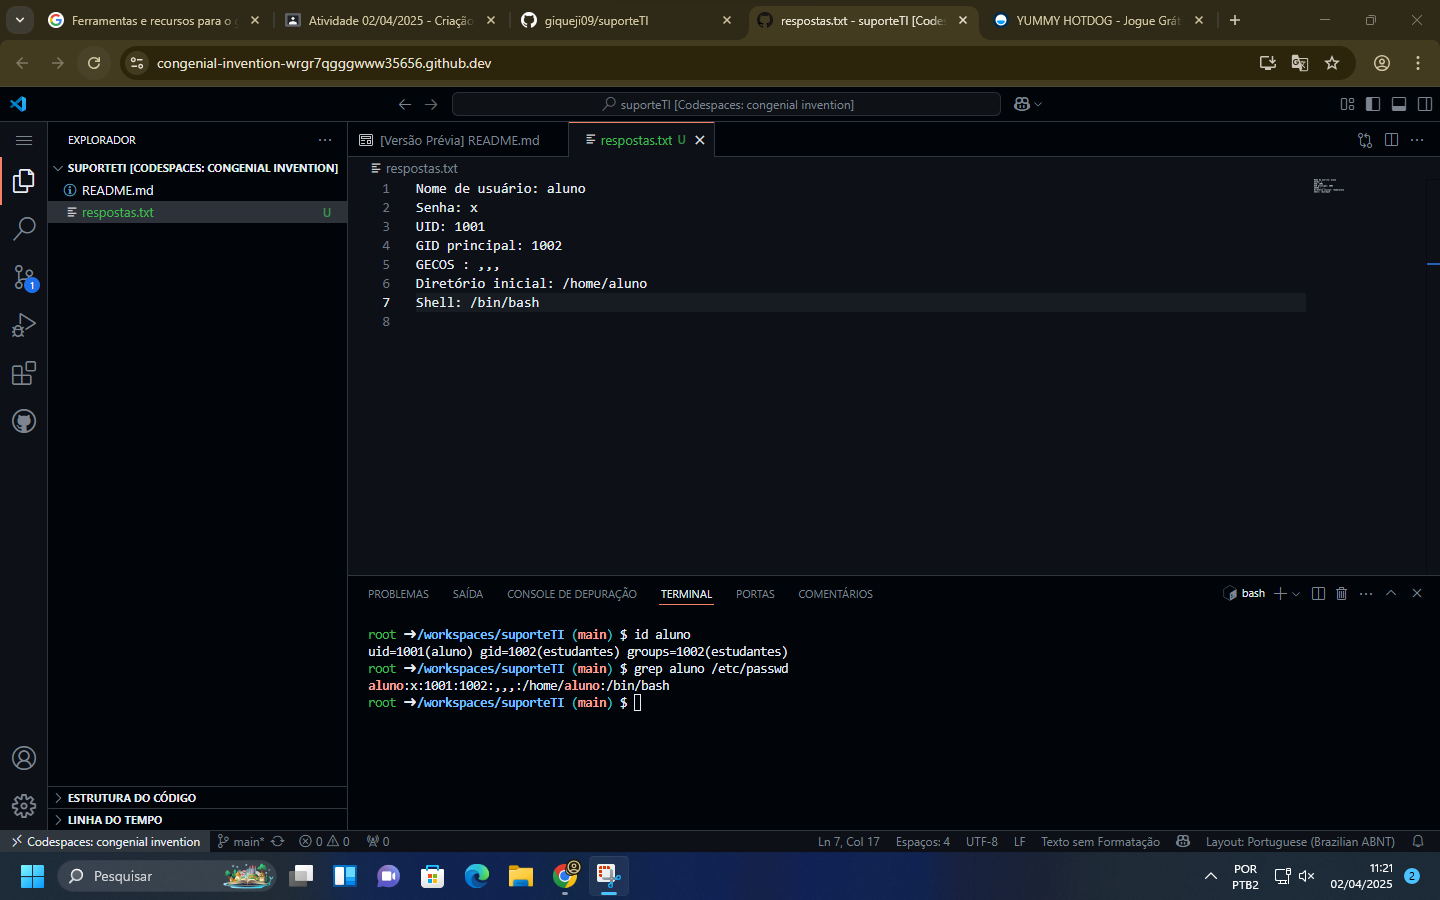 Ferramentas e recursos para o
Atividade 02/04/2025 - Criação
giqueji09/suporteTI
respostas.txt - suporteTI [Codes
YUMMY HOTDOG - Jogue Grát
congenial-invention-wrgr7qgggwww35656.github.dev
suporteTI [Codespaces: congenial invention]
EXPLORADOR
[Versão Prévia] README.md
respostas.txt U
SUPORTETI [CODESPACES: CONGENIAL INVENTION]
README.md
respostas.txt U
respostas.txt
1 Nome de usuário: aluno
2 Senha: x
3 UID: 1001
4 GID principal: 1002
5 GECOS : ,,,
6 Diretório inicial: /home/aluno
7 Shell: /bin/bash
8
1
PROBLEMAS SAÍDA CONSOLE DE DEPURAÇÃO TERMINAL PORTAS COMENTÁRIOS
bash
root ➜/workspaces/suporteTI (main) $ id aluno
uid=1001(aluno) gid=1002(estudantes) groups=1002(estudantes)
root ➜/workspaces/suporteTI (main) $ grep aluno /etc/passwd
aluno:x:1001:1002:,,,:/home/aluno:/bin/bash
root ➜/workspaces/suporteTI (main) $
ESTRUTURA DO CÓDIGO
LINHA DO TEMPO
Codespaces: congenial invention main* 0 0 0 Ln 7, Col 17 Espaços: 4 UTF-8 LF Texto sem Formatação Layout: Portuguese (Brazilian ABNT)
Pesquisar
POR
PTB2
11:21
02/04/2025
2